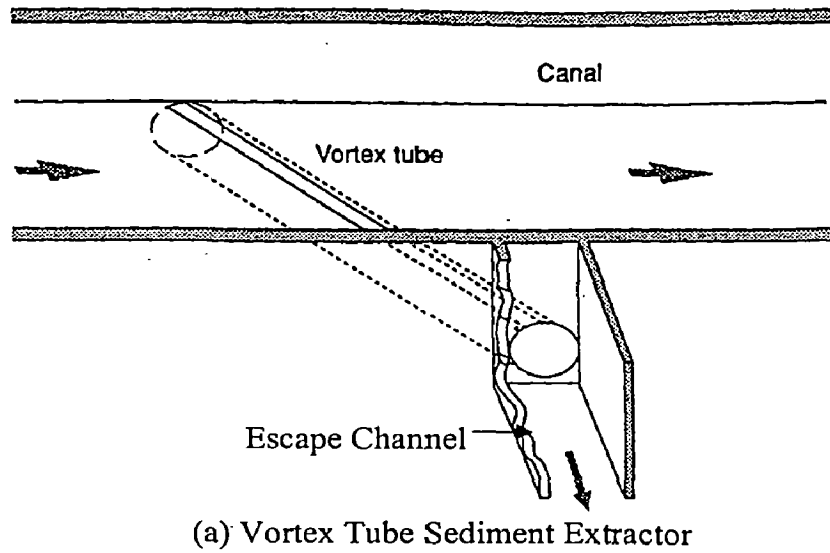 Canal
Vortex tube
Escape Channel
(a) Vortex Tube Sediment Extractor